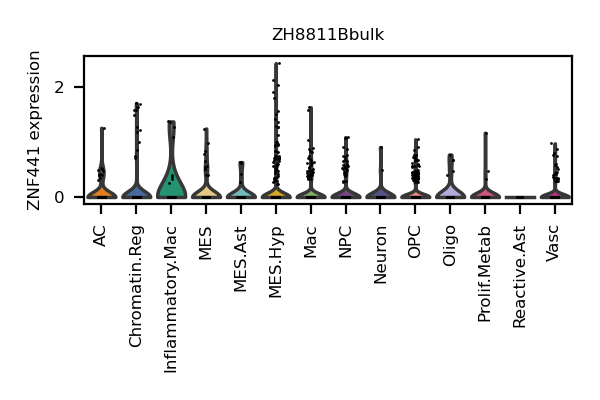 ZH8811Bbulk
ZNF441 expression
2
0
AC
Chromatin.Reg
Inflammatory.Mac
MES
MES.Ast
MES.Hyp
Mac
NPC
Neuron
OPC
Oligo
Prolif.Metab
Reactive.Ast
Vasc